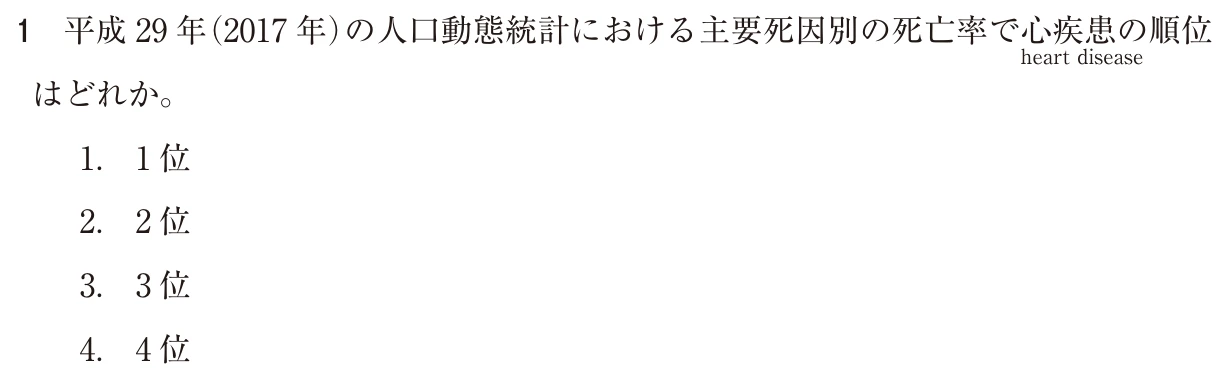 1 平成 29 年(2017 年)の人口動態統計における主要死因別の死亡率で心疾患の順位
heart disease
はどれか。
1. 1 位
2. 2 位
3. 3 位
4. 4 位